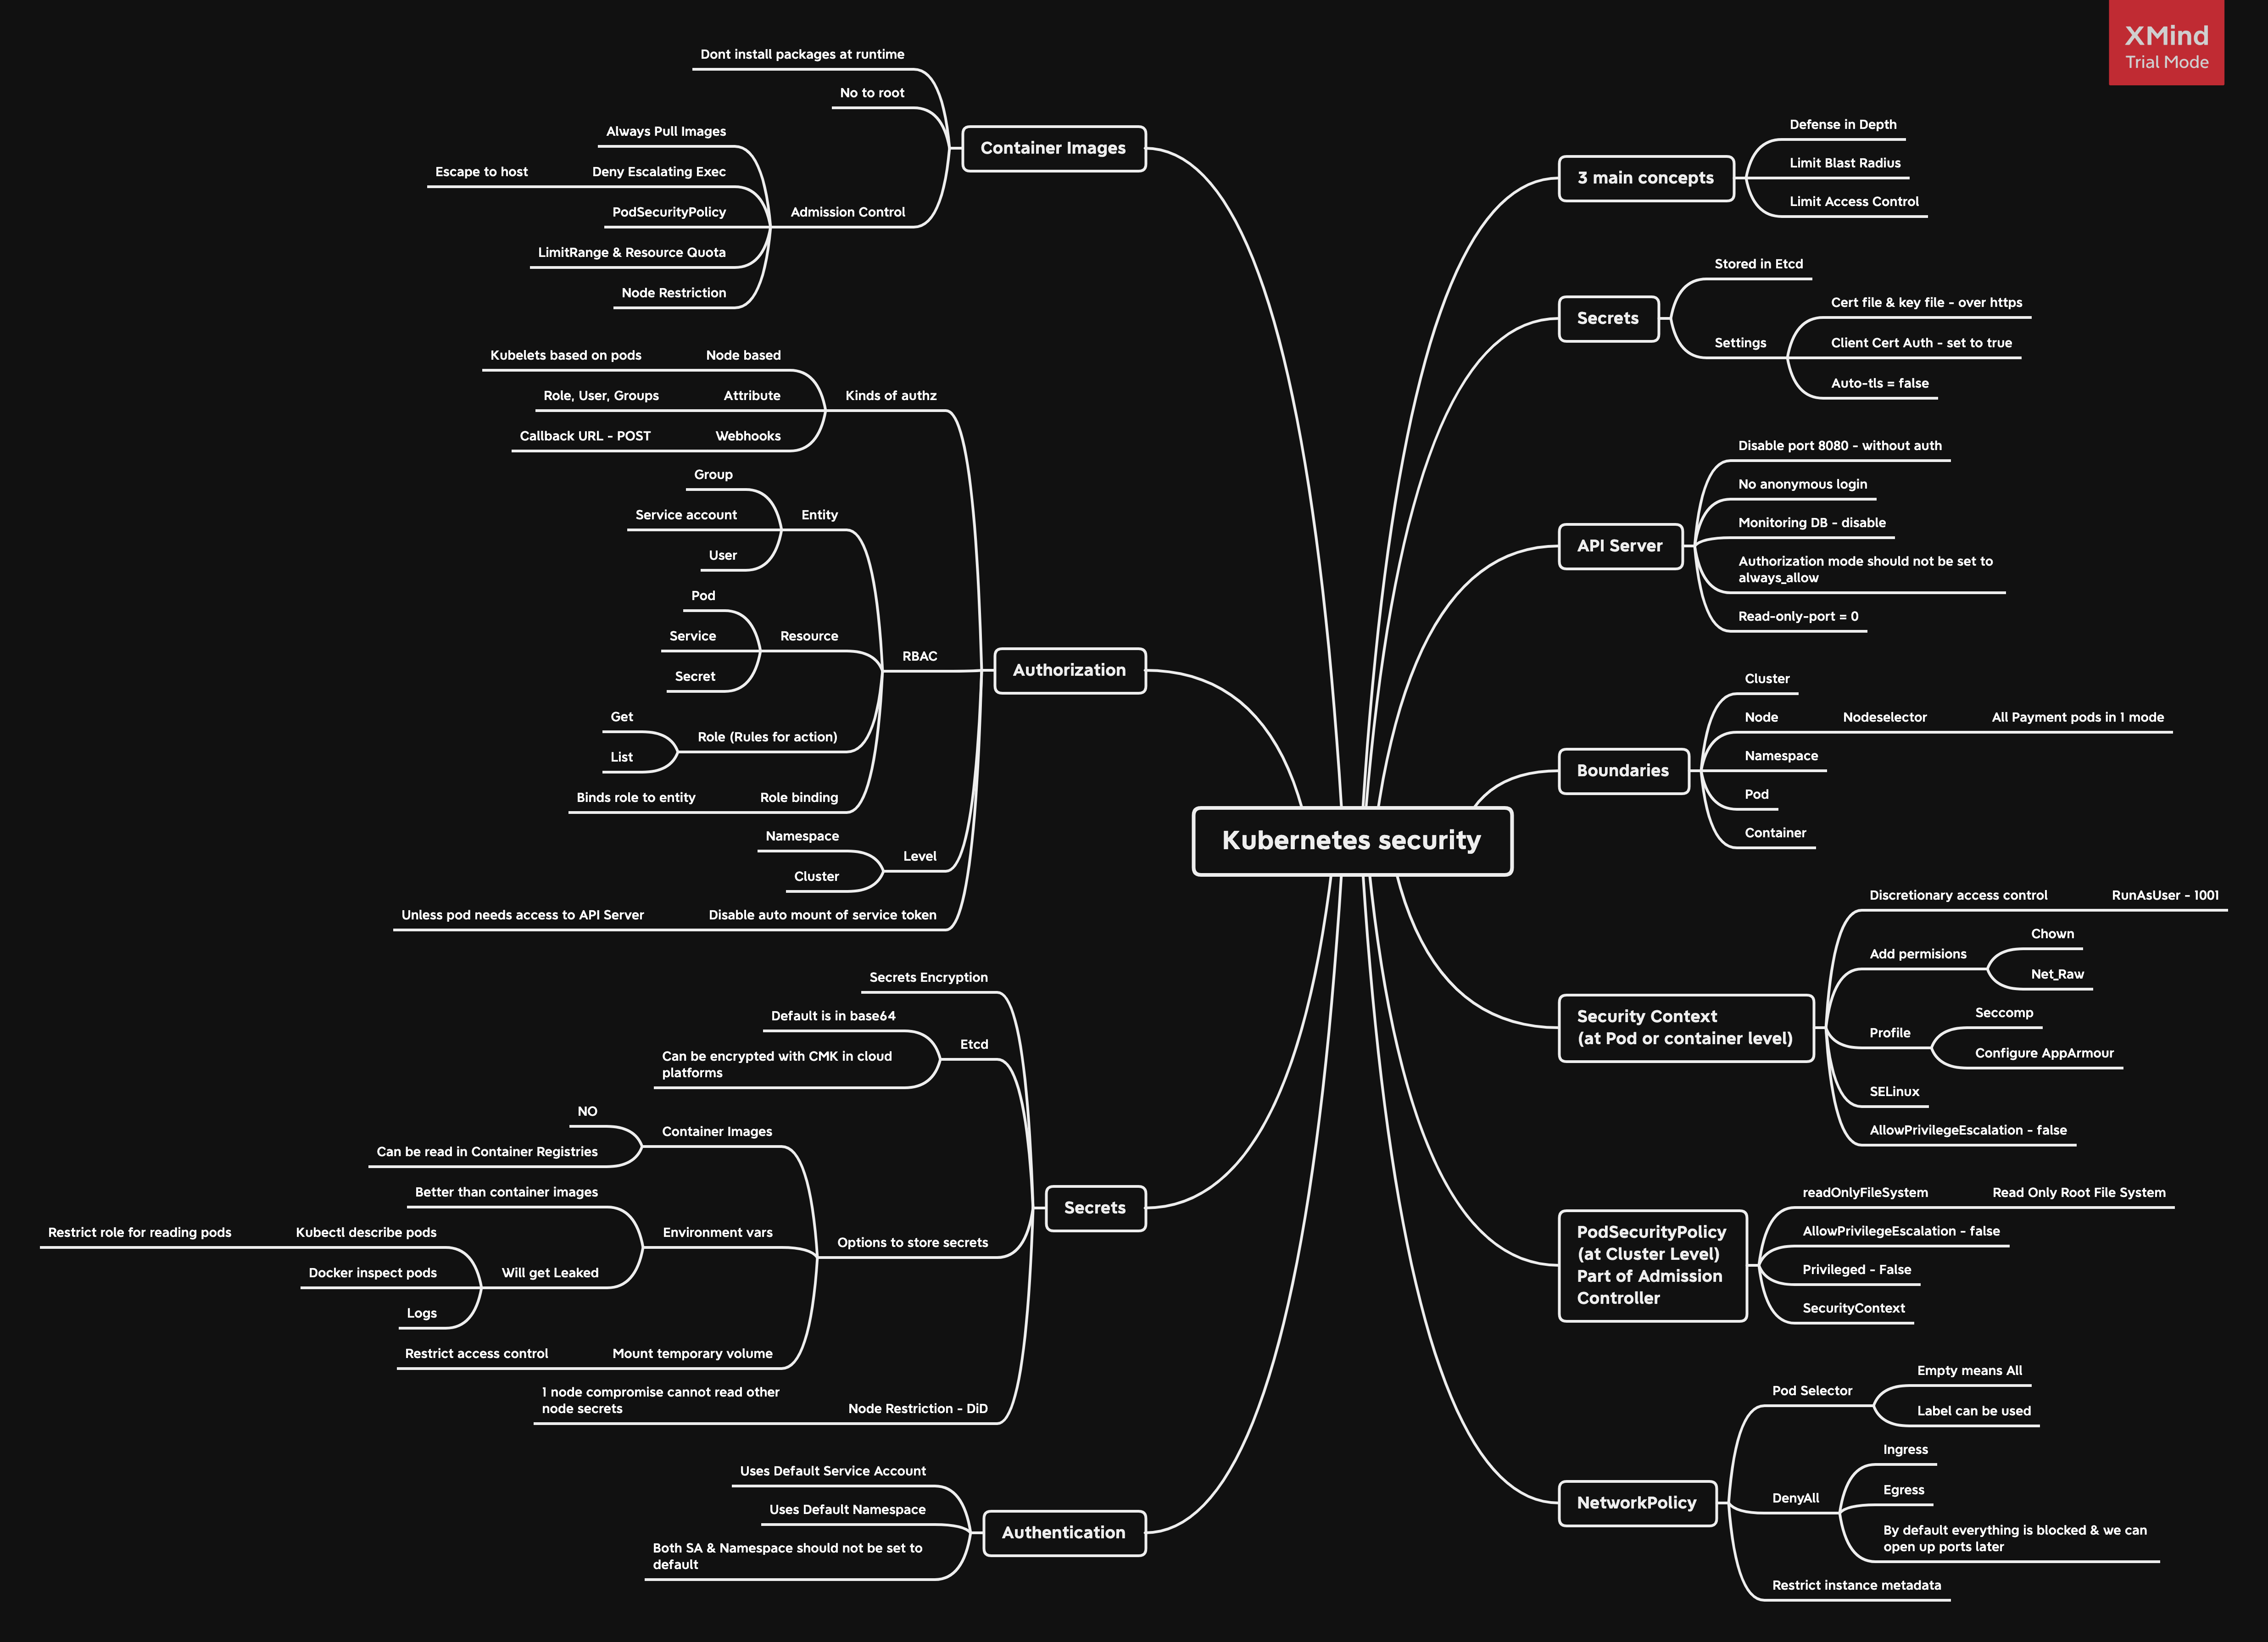 XMind
Trial Mode
Kubernetes security
3 main concepts
Defense in Depth
Limit Blast Radius
Limit Access Control
Secrets
Stored in Etcd
Settings
Cert file & key file - over https
Client Cert Auth - set to true
Auto-tls = false
API Server
Disable port 8080 - without auth
No anonymous login
Monitoring DB - disable
Authorization mode should not be set to
always_allow
Read-only-port = 0
Boundaries
Cluster
Node
Nodeselector
All Payment pods in 1 mode
Namespace
Pod
Container
Security Context
(at Pod or container level)
Discretionary access control
RunAsUser - 1001
Add permisions
Chown
Net_Raw
Profile
Seccomp
Configure AppArmour
SELinux
AllowPrivilegeEscalation - false
PodSecurityPolicy
(at Cluster Level)
Part of Admission
Controller
readOnlyFileSystem
Read Only Root File System
AllowPrivilegeEscalation - false
Privileged - False
SecurityContext
NetworkPolicy
Pod Selector
Empty means All
Label can be used
DenyAll
Ingress
Egress
By default everything is blocked & we can
open up ports later
Restrict instance metadata
Container Images
Dont install packages at runtime
No to root
Admission Control
Always Pull Images
Deny Escalating Exec
Escape to host
PodSecurityPolicy
LimitRange & Resource Quota
Node Restriction
Authorization
Kinds of authz
Node based
Kubelets based on pods
Attribute
Role, User, Groups
Webhooks
Callback URL - POST
RBAC
Entity
Group
Service account
User
Resource
Pod
Service
Secret
Role (Rules for action)
Get
List
Role binding
Binds role to entity
Level
Namespace
Cluster
Disable auto mount of service token
Unless pod needs access to API Server
Secrets
Secrets Encryption
Etcd
Default is in base64
Can be encrypted with CMK in cloud
platforms
Options to store secrets
Container Images
NO
Can be read in Container Registries
Environment vars
Better than container images
Will get Leaked
Kubectl describe pods
Restrict role for reading pods
Docker inspect pods
Logs
Mount temporary volume
Restrict access control
Node Restriction - DiD
1 node compromise cannot read other
node secrets
Authentication
Uses Default Service Account
Uses Default Namespace
Both SA & Namespace should not be set to
default